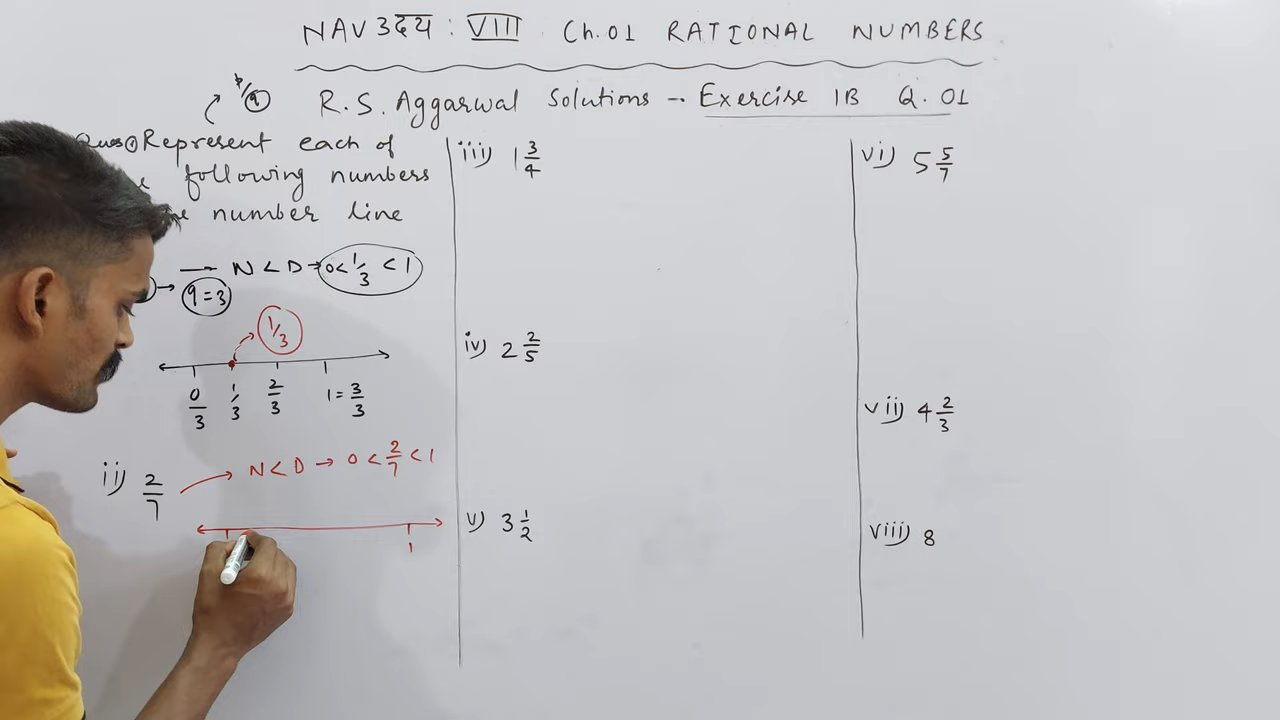 NAV उदय : VIII Ch.01 RATIONAL NUMBERS
R.S. Aggarwal Solutions → Exercise 1B Q. 01
p/q
Ques① Represent each of
following numbers
number line
→ q=3 N < D → 0 < 1/3 < 1
1/3
0/3 1/3 2/3 1 = 3/3
ii) 2/7 → N < D → 0 < 2/7 < 1
1
iii) 1 3/4
iv) 2 2/5
v) 3 1/2
vi) 5 5/7
vii) 4 2/3
viii) 8